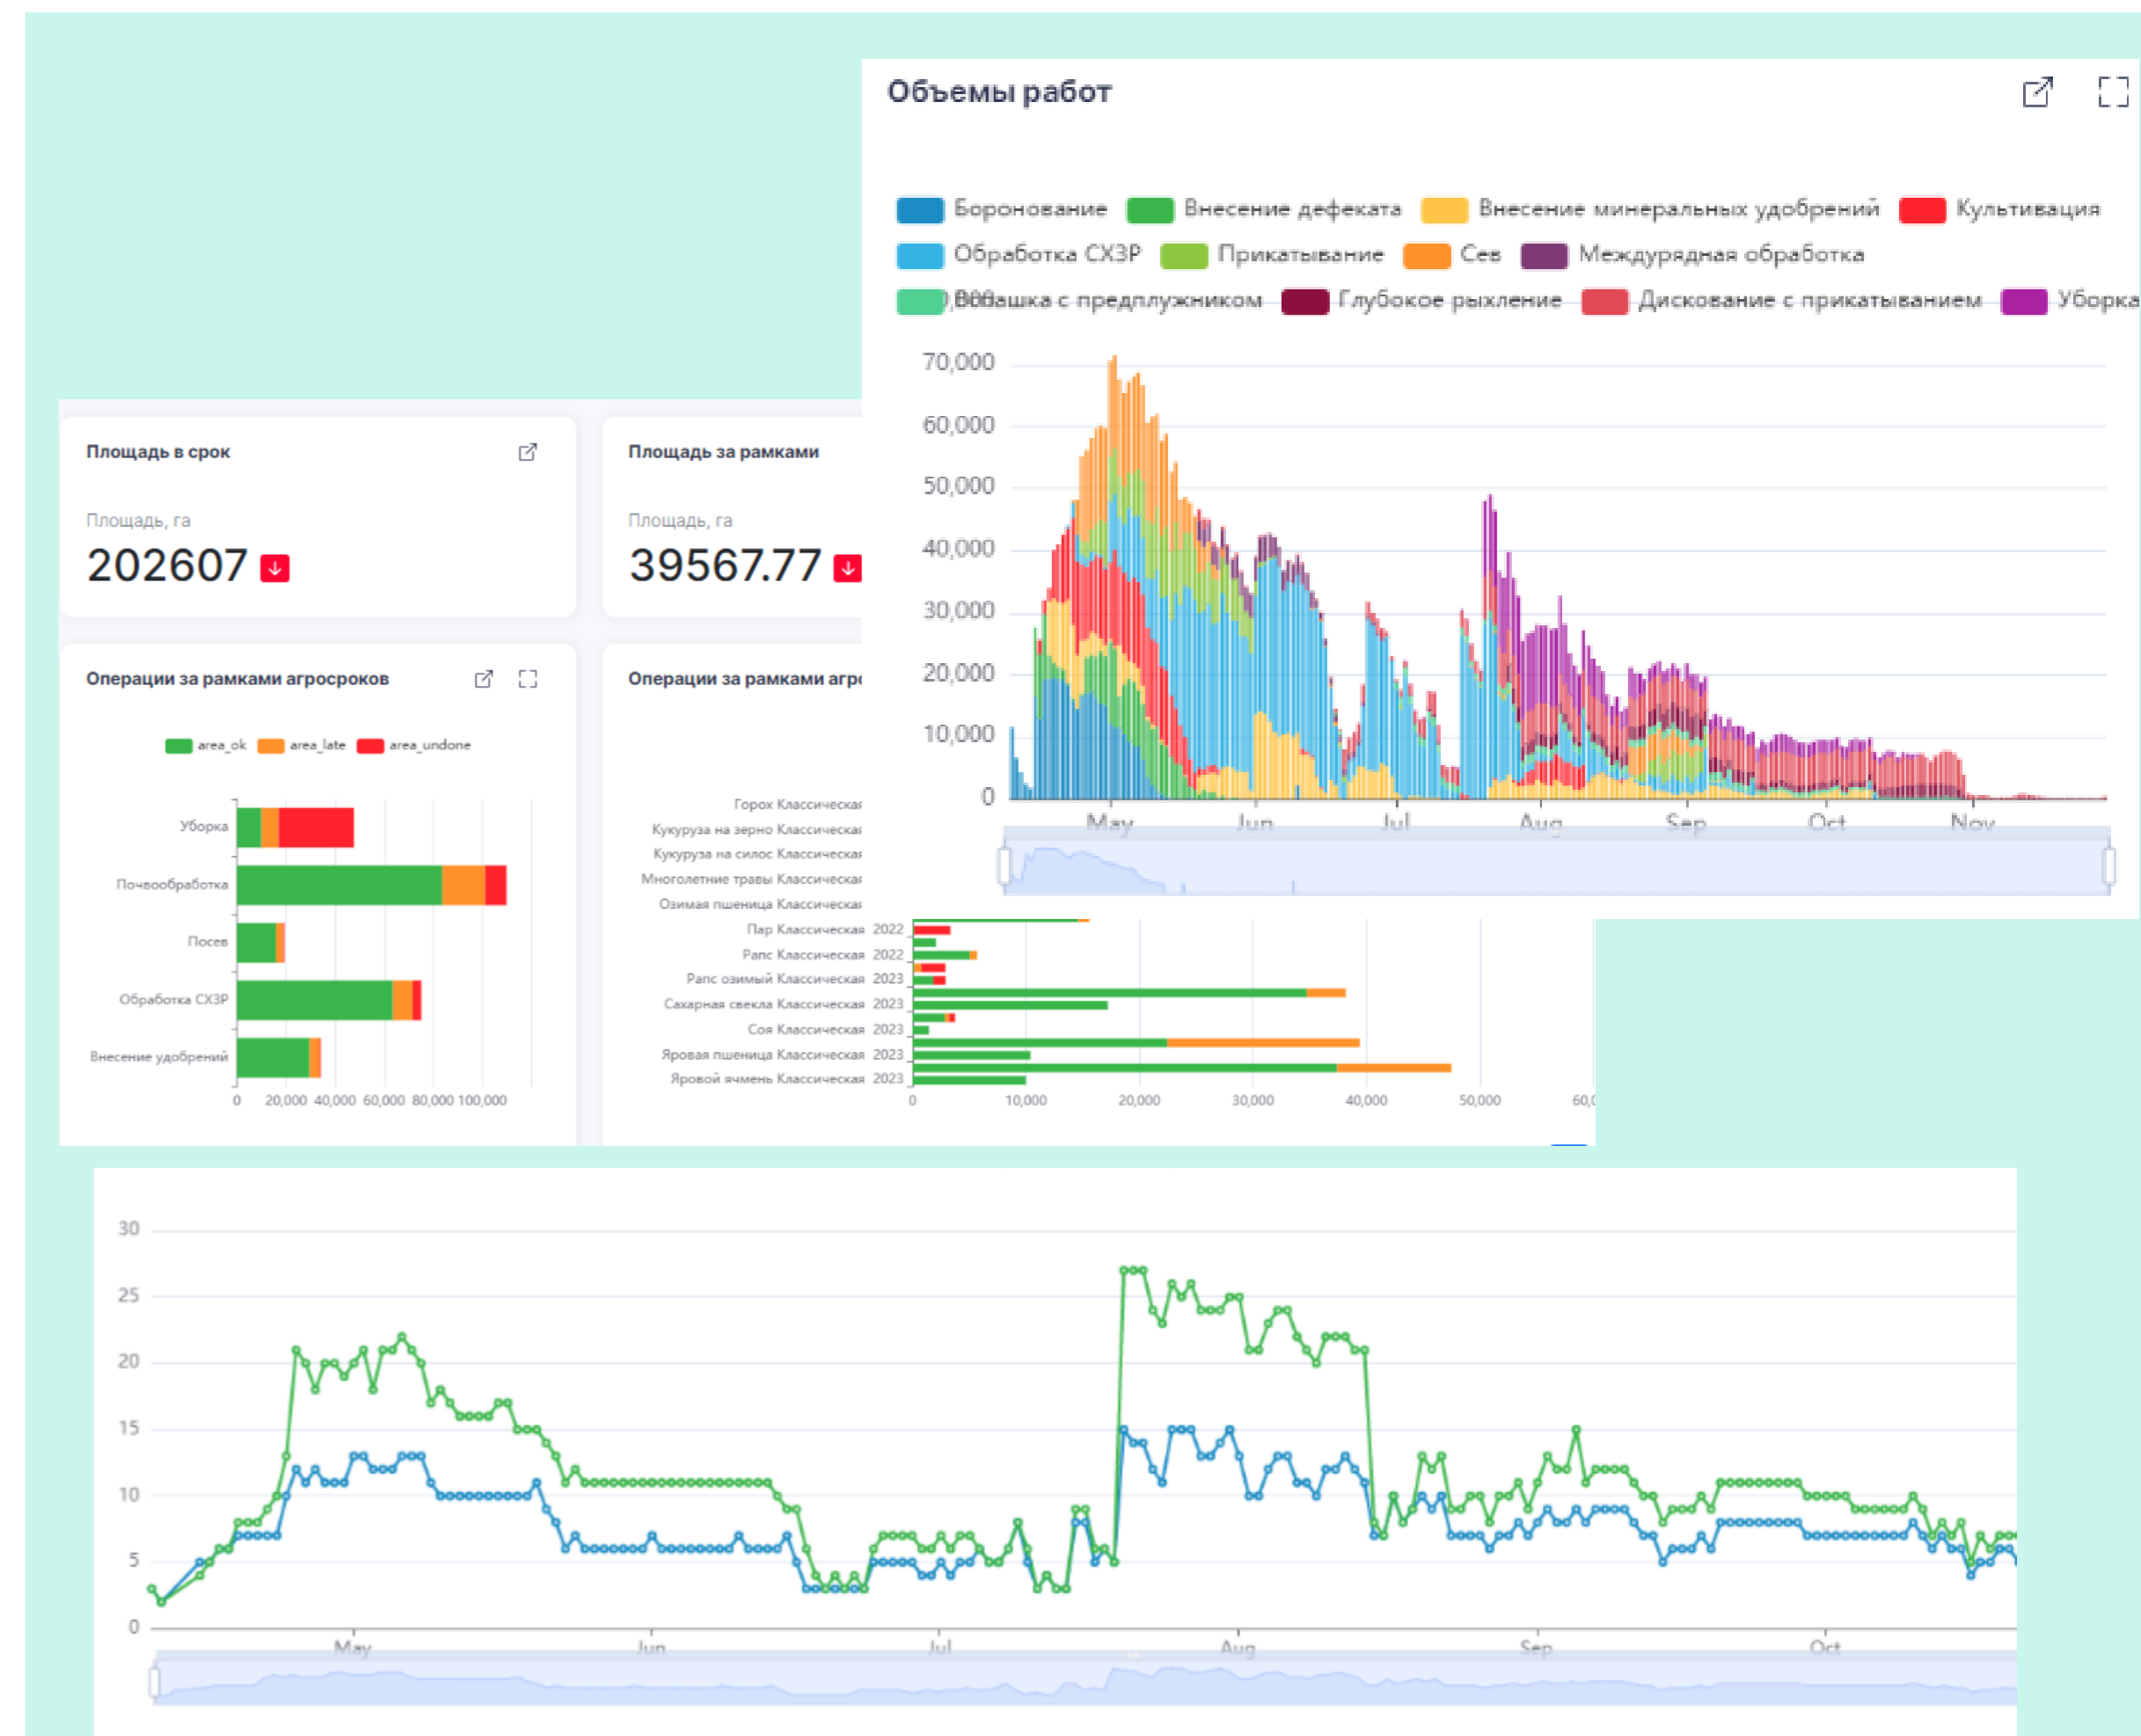 Объемы работ
Боронование Внесение дефеката Внесение минеральных удобрений Культивация
Обработка СХЗР Прикатывание Сев Междурядная обработка
Вспашка с предплужником Глубокое рыхление Дискование с прикатыванием Уборка
70,000
60,000
50,000
40,000
30,000
20,000
10,000
0
May Jun Jul Aug Sep Oct Nov
Площадь в срок
Площадь, га
202607
Площадь за рамками
Площадь, га
39567.77
Операции за рамками агросроков
area_ok area_late area_undone
Уборка
Почвообработка
Посев
Обработка СХЗР
Внесение удобрений
0 20,000 40,000 60,000 80,000 100,000
Операции за рамками агро
Горох Классическая
Кукуруза на зерно Классическая
Кукуруза на силос Классическая
Многолетние травы Классическая
Озимая пшеница Классическая
Пар Классическая 2022
Рапс Классическая 2022
Рапс озимый Классическая 2023
Сахарная свекла Классическая 2023
Соя Классическая 2023
Яровая пшеница Классическая 2023
Яровой ячмень Классическая 2023
0 10,000 20,000 30,000 40,000 50,000
30
25
20
15
10
5
0
May Jun Jul Aug Sep Oct